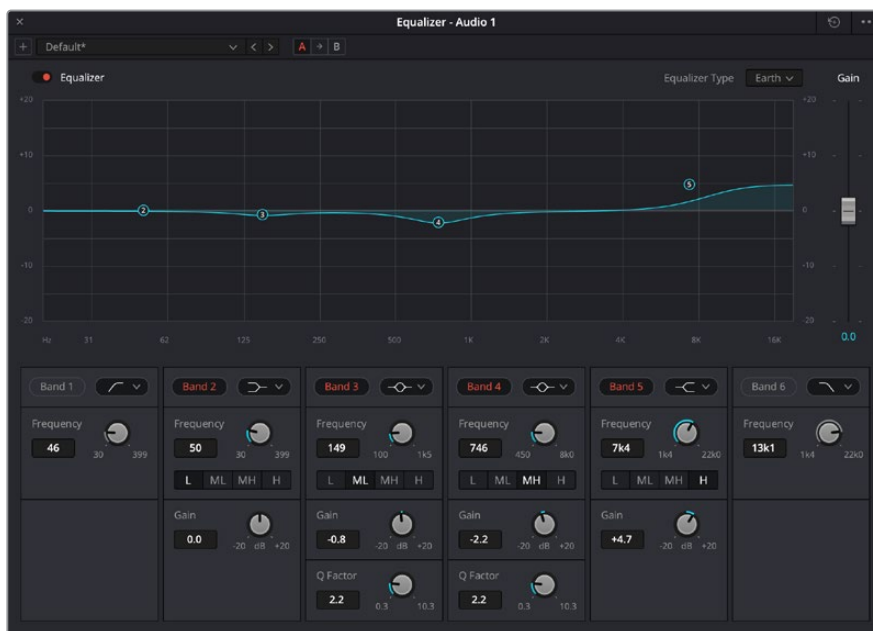 Equalizer - Audio 1
Default*
A B
Equalizer Equalizer Type Earth Gain
+20 +20
+10 +10
2 3 4 5
0 0
-10 -10
-20 -20
Hz 31 62 125 250 500 1K 2K 4K 8K 16K 0.0
Band 1 Band 2 Band 3 Band 4 Band 5 Band 6
Frequency Frequency Frequency Frequency Frequency Frequency
46 30 399 50 30 399 149 100 1k5 746 450 8k0 7k4 1k4 22k0 13k1 1k4 22k0
L ML MH H L ML MH H L ML MH H L ML MH H
Gain Gain Gain Gain
0.0 -20 dB +20 -0.8 -20 dB +20 -2.2 -20 dB +20 +4.7 -20 dB +20
Q Factor Q Factor
2.2 0.3 10.3 2.2 0.3 10.3